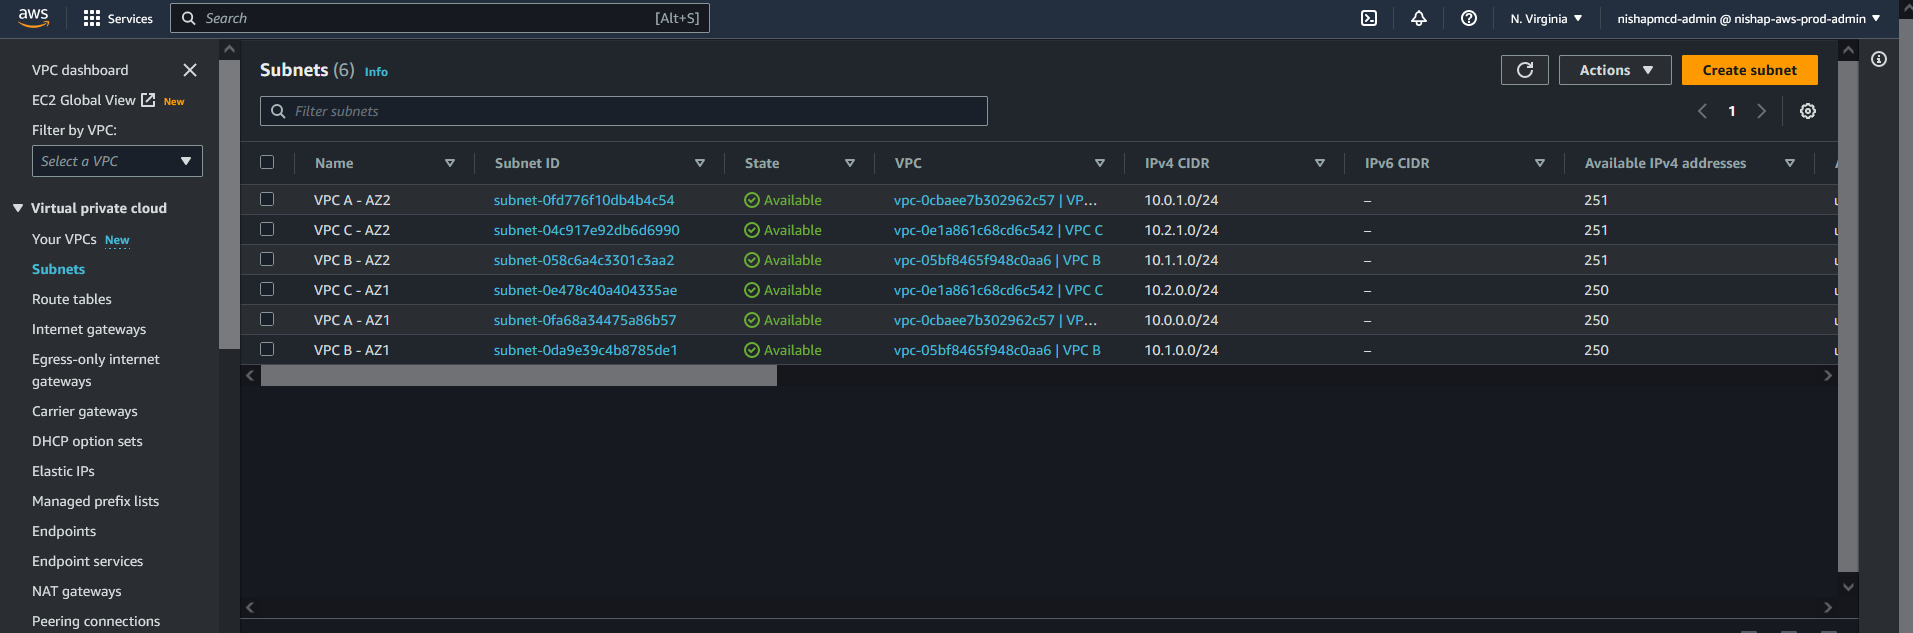 aws Services Search [Alt+S] N. Virginia nishapmcd-admin @ nishap-aws-prod-admin
VPC dashboard
EC2 Global View New
Filter by VPC:
Select a VPC
Virtual private cloud
Your VPCs New
Subnets
Route tables
Internet gateways
Egress-only internet
gateways
Carrier gateways
DHCP option sets
Elastic IPs
Managed prefix lists
Endpoints
Endpoint services
NAT gateways
Peering connections
Subnets (6) Info
Actions Create subnet
Filter subnets
1
Name Subnet ID State VPC IPv4 CIDR IPv6 CIDR Available IPv4 addresses
VPC A - AZ2 subnet-0fd776f10db4b4c54 Available vpc-0cbaee7b302962c57 | VP... 10.0.1.0/24 – 251
VPC C - AZ2 subnet-04c917e92db6d6990 Available vpc-0e1a861c68cd6c542 | VPC C 10.2.1.0/24 – 251
VPC B - AZ2 subnet-058c6a4c3301c3aa2 Available vpc-05bf8465f948c0aa6 | VPC B 10.1.1.0/24 – 251
VPC C - AZ1 subnet-0e478c40a404335ae Available vpc-0e1a861c68cd6c542 | VPC C 10.2.0.0/24 – 250
VPC A - AZ1 subnet-0fa68a34475a86b57 Available vpc-0cbaee7b302962c57 | VP... 10.0.0.0/24 – 250
VPC B - AZ1 subnet-0da9e39c4b8785de1 Available vpc-05bf8465f948c0aa6 | VPC B 10.1.0.0/24 – 250